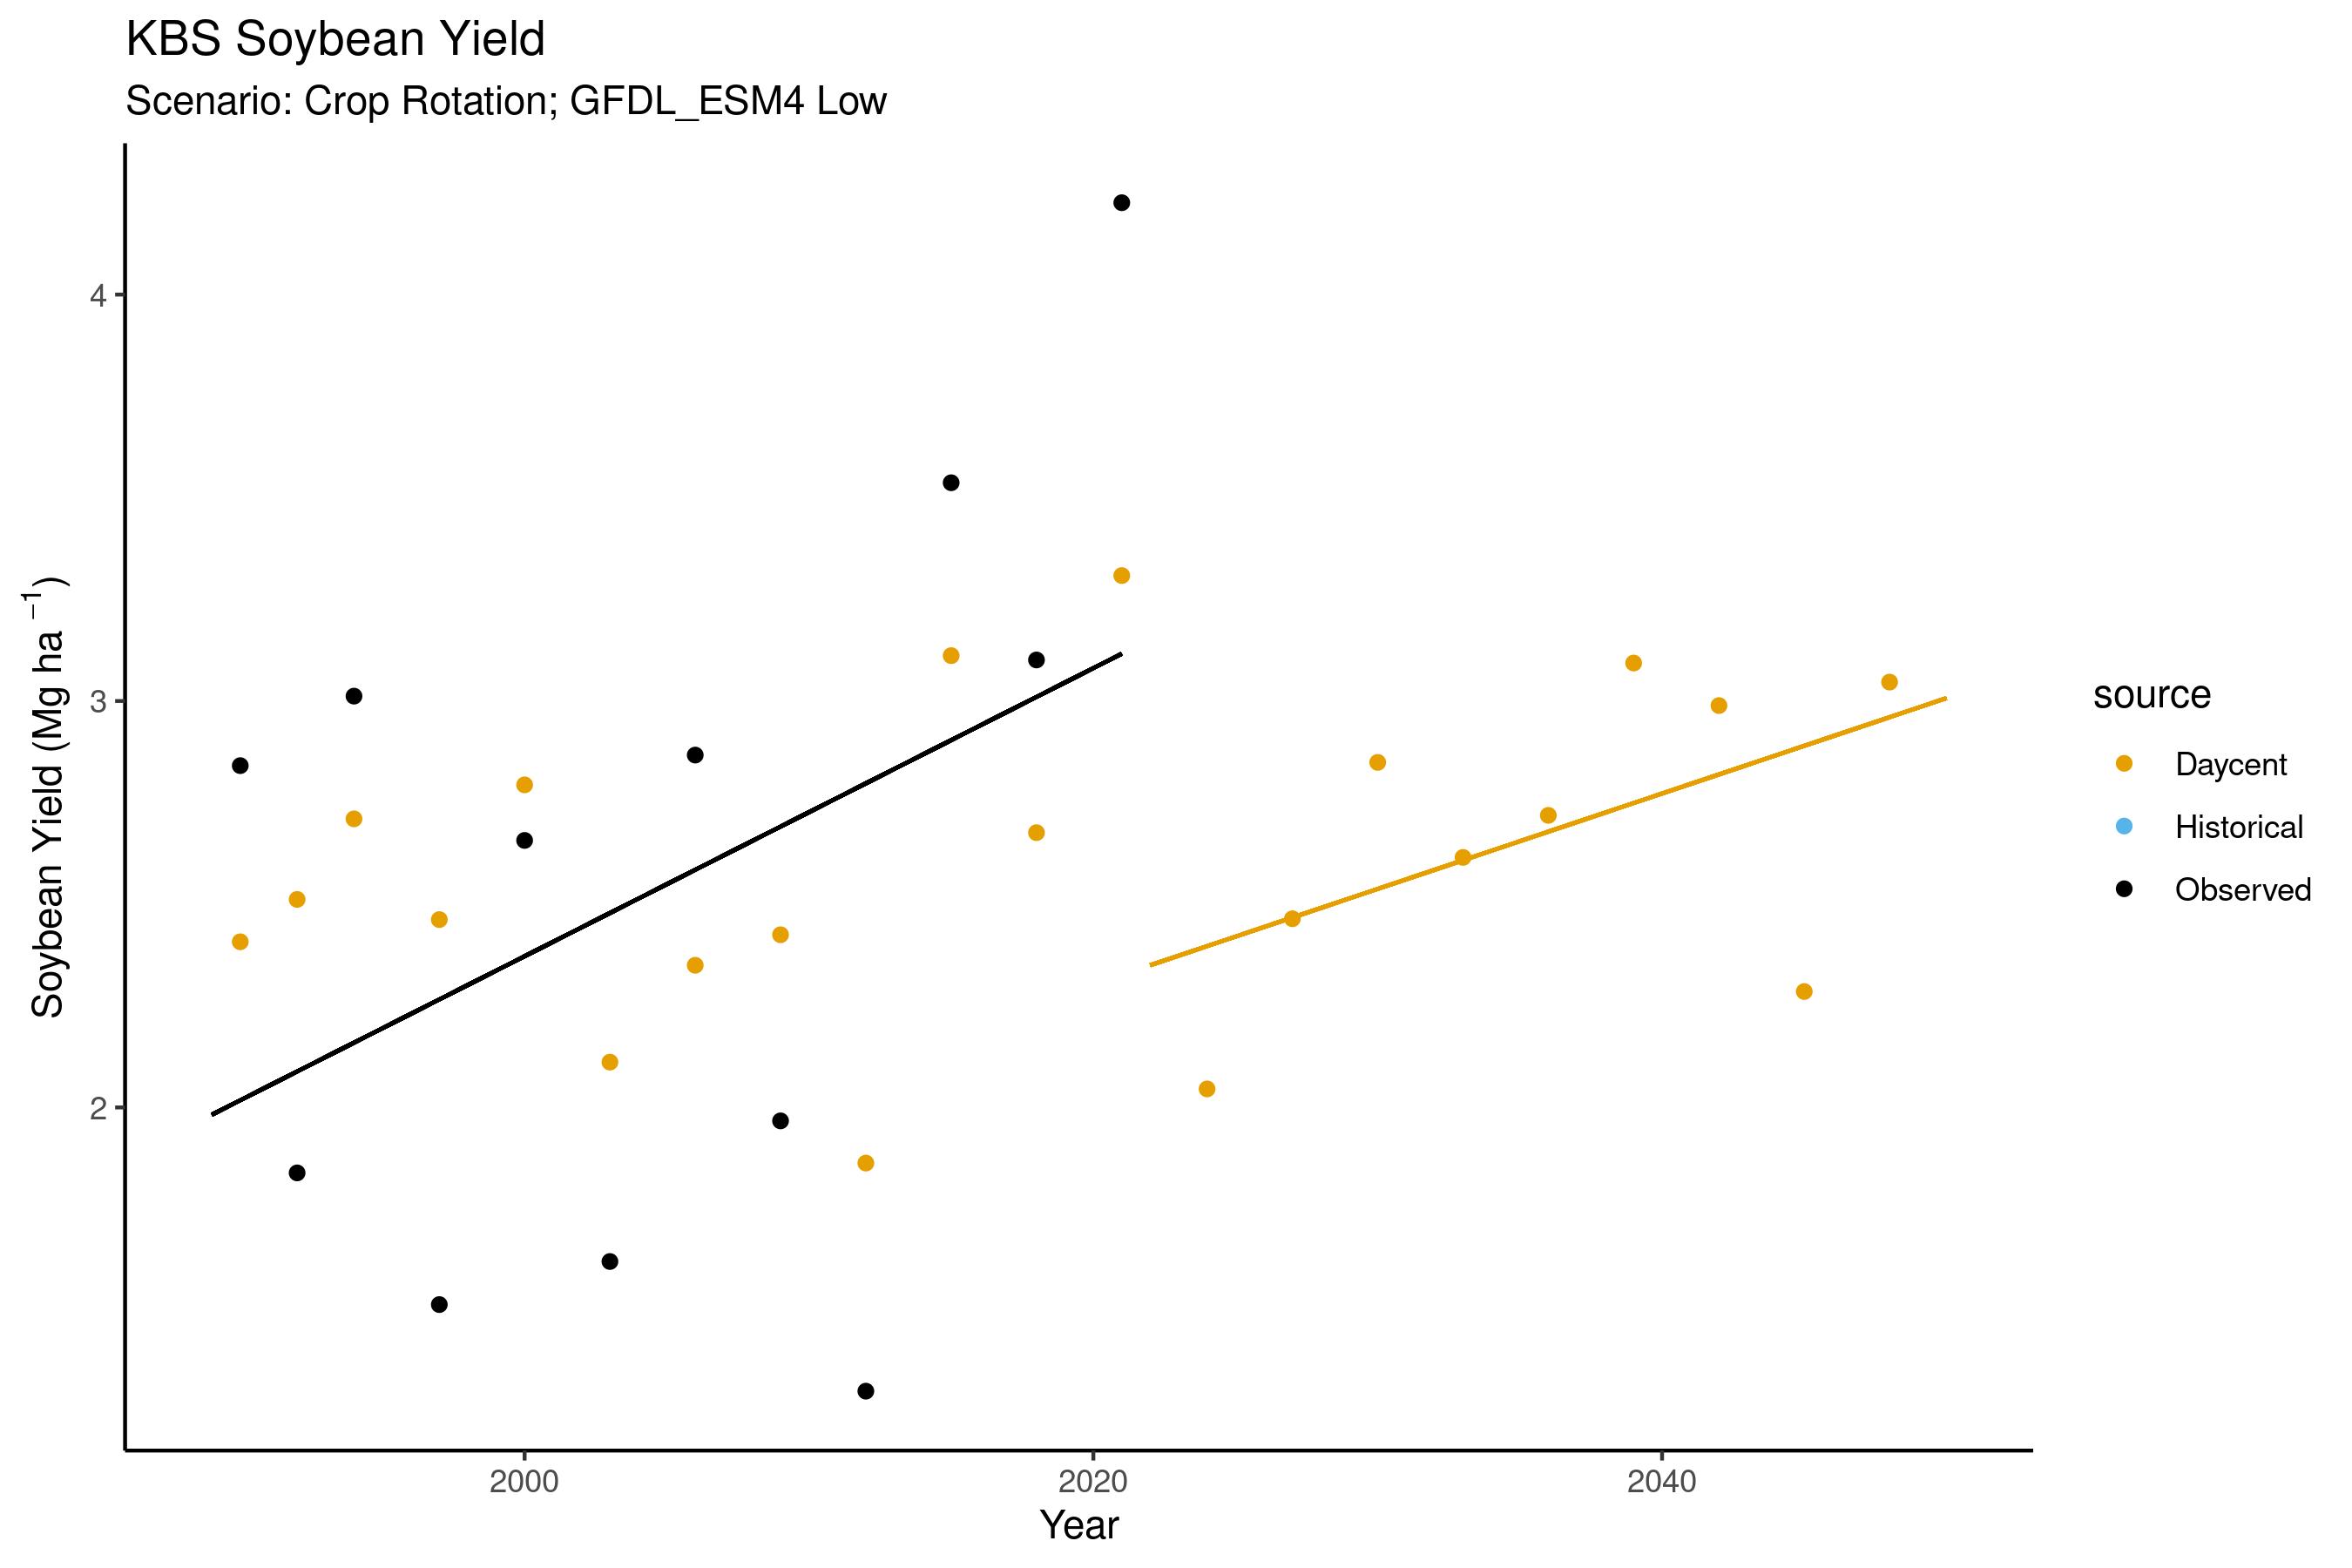 KBS Soybean Yield
Scenario: Crop Rotation; GFDL_ESM4 Low
Soybean Yield (Mg ha⁻¹)
4
3
2
2000
2020
2040
Year
source
Daycent
Historical
Observed